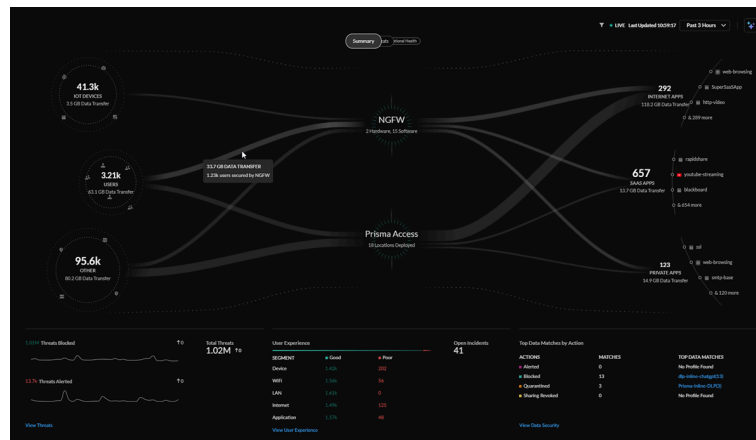 LIVE Last Updated 10:59:17 Past 3 Hours
Summary
41.3k
IOT DEVICES
3.5 GB Data Transfer
3.21k
USERS
63.1 GB Data Transfer
95.6k
OTHER
80.2 GB Data Transfer
NGFW
2 Hardware, 15 Software
33.7 GB DATA TRANSFER
1.23k users secured by NGFW
Prisma Access
18 Locations Deployed
292
INTERNET APPS
118.2 GB Data Transfer
web-browsing
SuperSaaSApp
http-video
& 289 more
657
SAAS APPS
13.7 GB Data Transfer
rapidshare
youtube-streaming
blackboard
& 654 more
123
PRIVATE APPS
14.9 GB Data Transfer
ssl
web-browsing
smtp-base
& 120 more
Threats Blocked
↑0
13.7k Threats Alerted
↑0
View Threats
Total Threats
1.02M ↑0
User Experience
SEGMENT Good Poor
Device 202
WiFi 56
LAN 0
Internet
Application
View User Experience
Open Incidents
41
Top Data Matches by Action
ACTIONS MATCHES TOP DATA MATCHES
Alerted 0 No Profile Found
Blocked 13
Quarantined 3
Sharing Revoked 0 No Profile Found
View Data Security